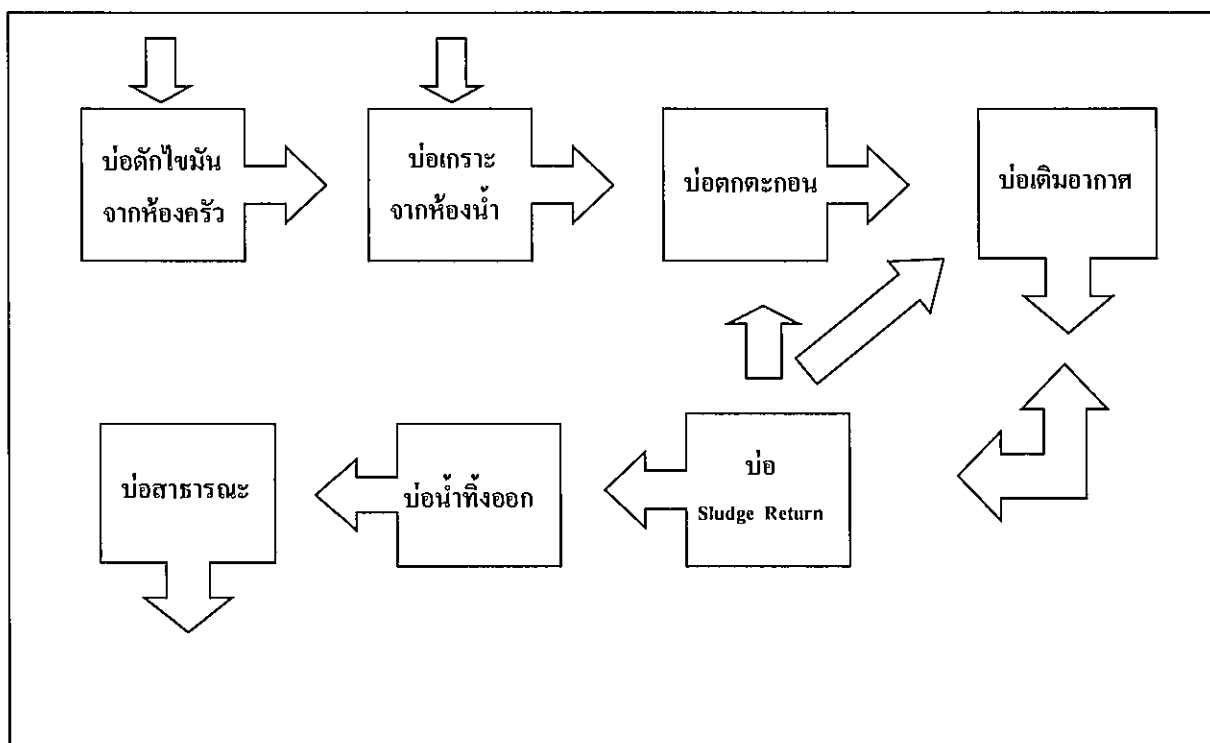 บ่อดักไขมัน
จากห้องครัว
บ่อเกราะ
จากห้องน้ำ
บ่อตกตะกอน
บ่อเติมอากาศ
บ่อสาธารณะ
บ่อน้ำทิ้งออก
บ่อ
Sludge Return